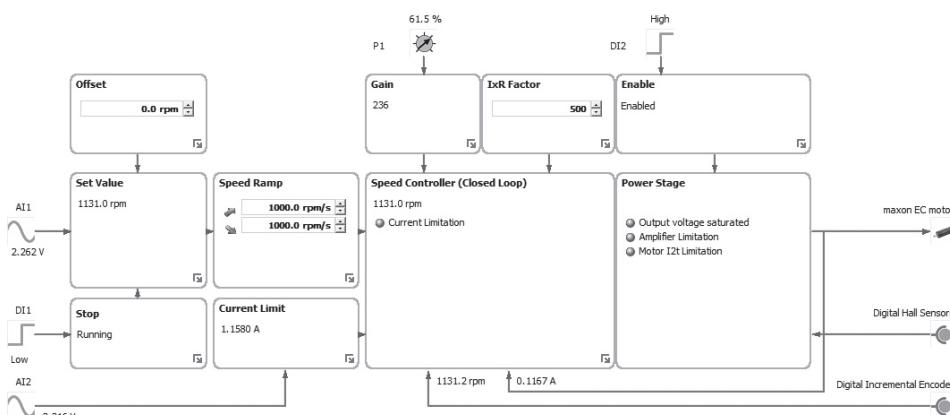 61.5 %
P1
High
DI2
Offset
0.0 rpm
Gain
236
IxR Factor
500
Enable
Enabled
AI1
2.262 V
Set Value
1131.0 rpm
Speed Ramp
1000.0 rpm/s
1000.0 rpm/s
Speed Controller (Closed Loop)
1131.0 rpm
Current Limitation
Power Stage
Output voltage saturated
Amplifier Limitation
Motor I2t Limitation
maxon EC moto
DI1
Low
Stop
Running
Current Limit
1.1580 A
Digital Hall Sensor
AI2
1131.2 rpm
0.1167 A
Digital Incremental Encode